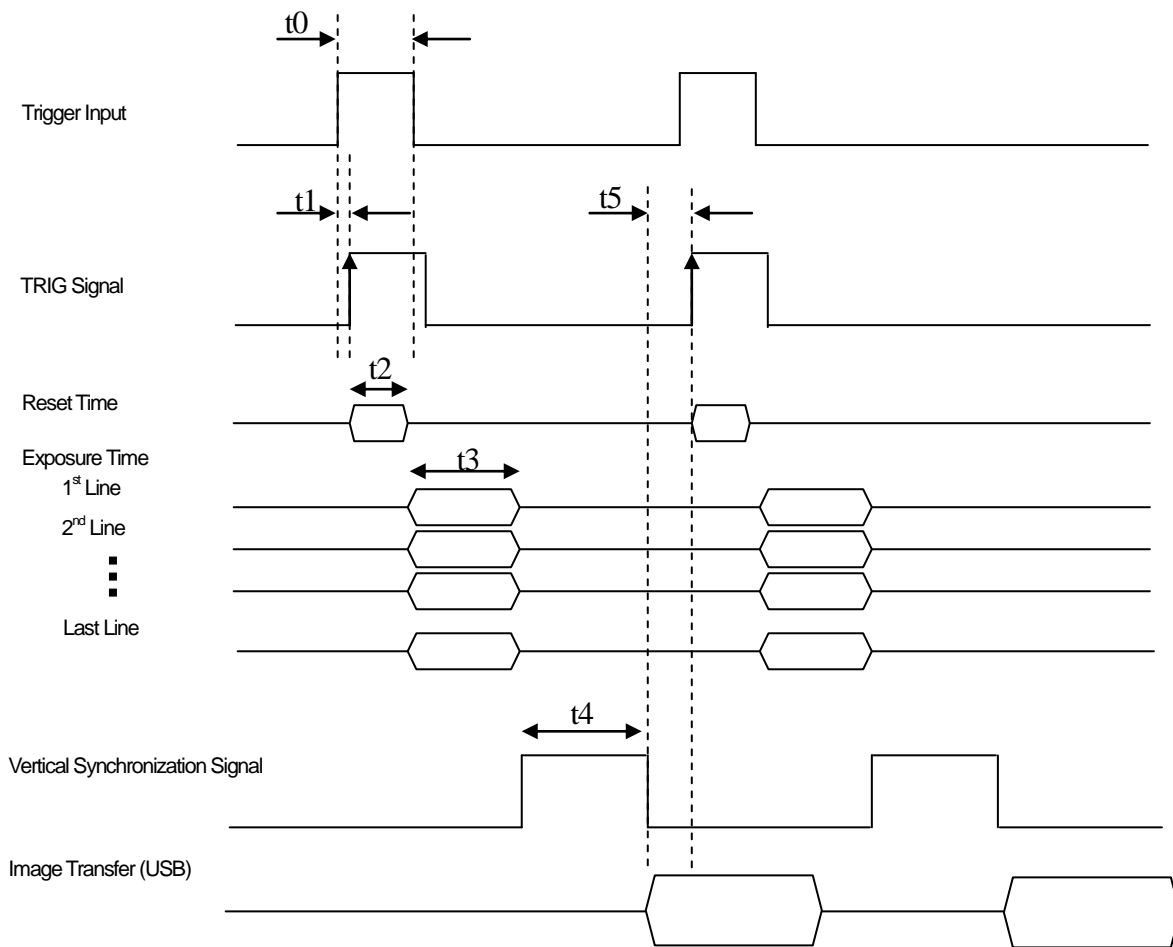 t0
Trigger Input
t1
t5
TRIG Signal
t2
Reset Time
Exposure Time
t3
1st Line
2nd Line
Last Line
t4
Vertical Synchronization Signal
Image Transfer (USB)